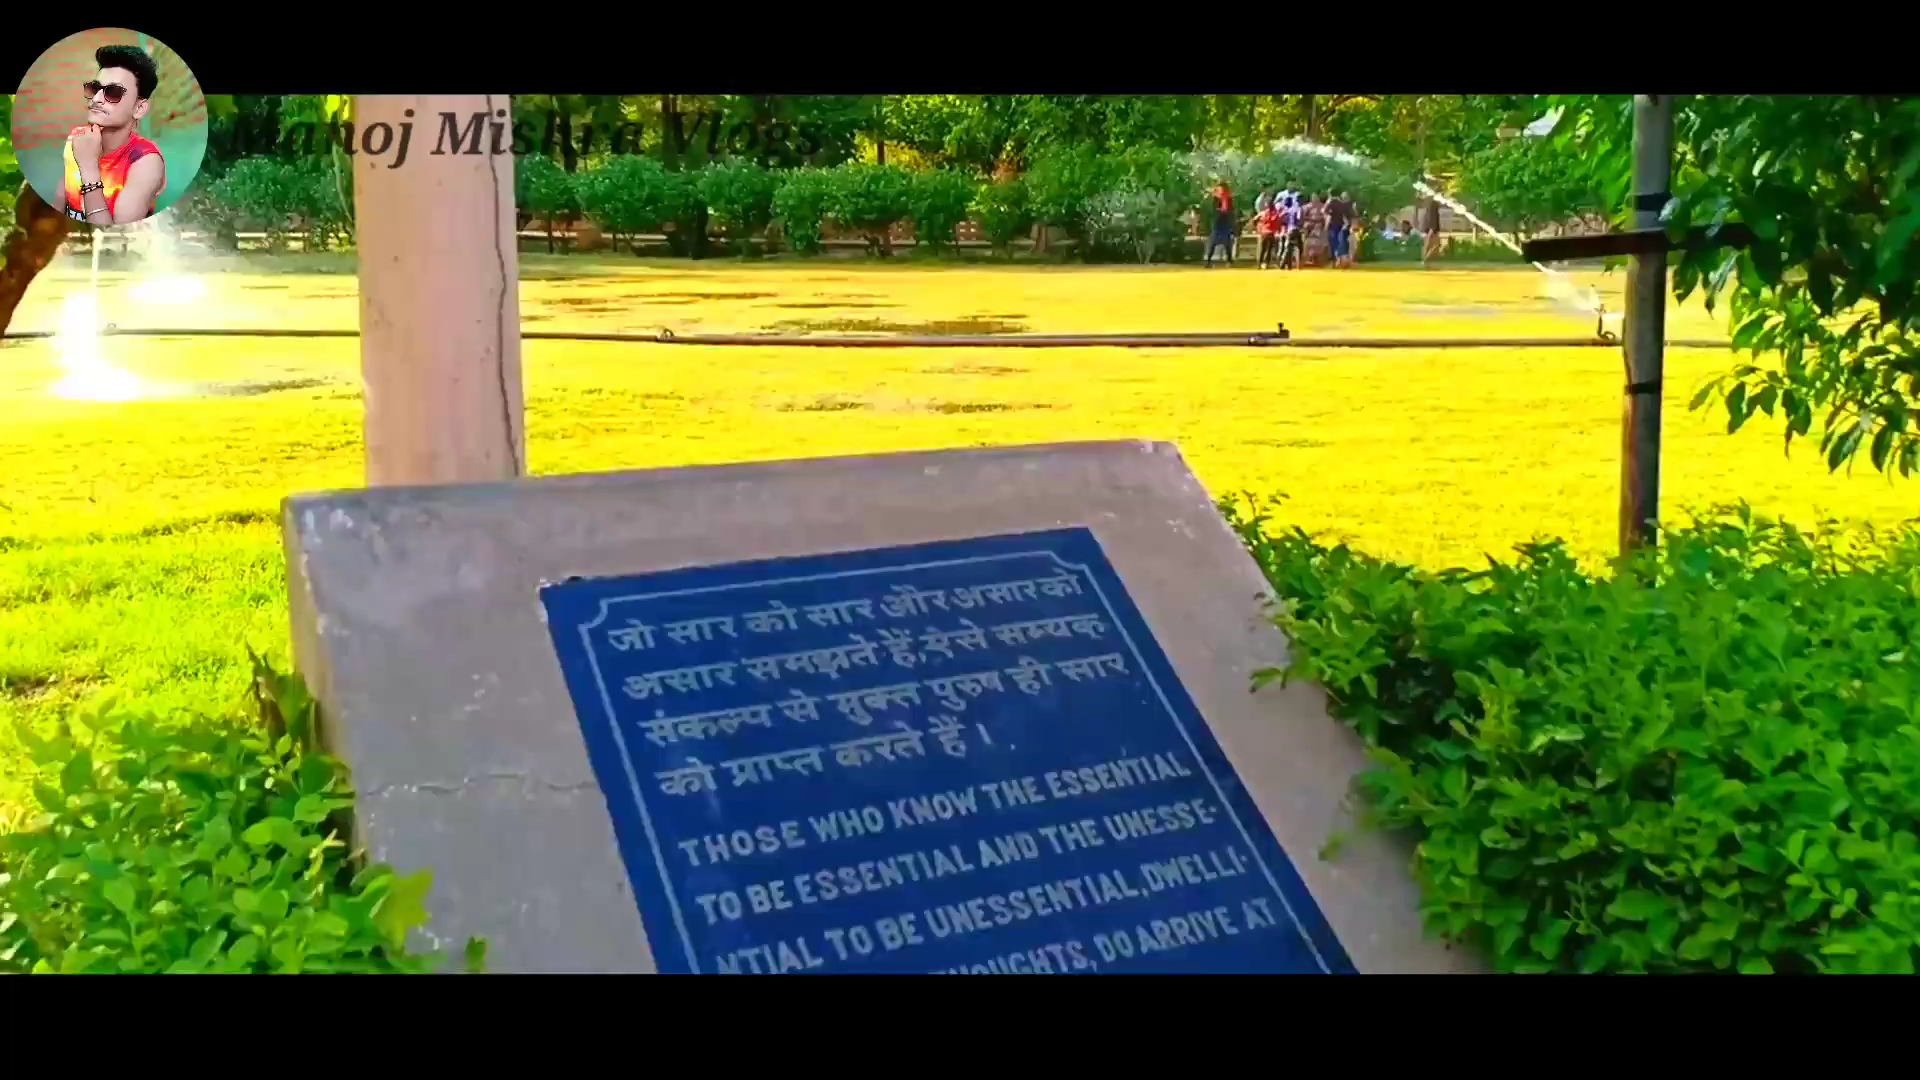 Manoj Mishra Vlogs
जो सार को सार और असार को
असार समझते हैं, ऐसे सम्यक्
संकल्प से मुक्त पुरुष ही सार
को प्राप्त करते हैं।
THOSE WHO KNOW THE ESSENTIAL
TO BE ESSENTIAL AND THE UNESSE-
NTIAL TO BE UNESSENTIAL, DWELLI-
THOUGHTS, DO ARRIVE AT